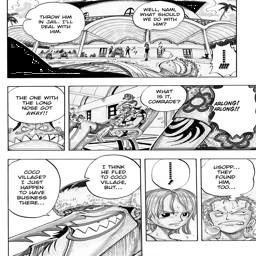 WELL, NAMI,
WHAT SHOULD
WE DO WITH
HIM?
THROW HIM
IN JAIL. I'LL
DEAL WITH
HIM.
ARLONG!
ARLONG!!
WHAT
IS IT,
COMRADE?
THE ONE
WITH THE
LONG NOSE
GOT
AWAY!!
USOPP...
THEY
FOUND
HIM,
TOO...
I THINK
HE FLED
TO COCO
VILLAGE,
BUT...
COCO
VILLAGE?
I JUST
HAPPEN
TO HAVE
BUSINESS
THERE...